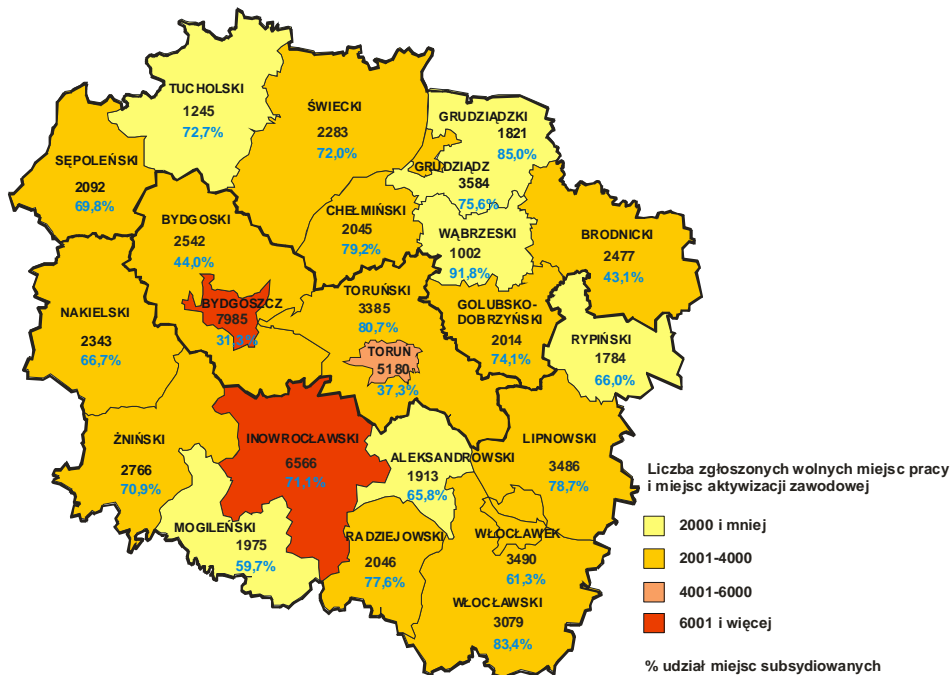 TUCHOLSKI
1245
72,7%
ŚWIECKI
2283
72,0%
GRUDZIĄDZKI
1821
85,0%
GRUDZIĄDZ
3584
75,6%
SĘPOLEŃSKI
2092
69,8%
BYDGOSKI
2542
44,0%
CHEŁMIŃSKI
2045
79,2%
WĄBRZESKI
1002
91,8%
BRODNICKI
2477
43,1%
BYDGOSZCZ
7985
TORUŃSKI
3385
80,7%
GOLUBSKO-
DOBRZYŃSKI
2014
74,1%
NAKIELSKI
2343
66,7%
TORUŃ
5180
37,3%
RYPIŃSKI
1784
66,0%
ŻNIŃSKI
2766
70,9%
INOWROCŁAWSKI
6566
71,1%
ALEKSANDROWSKI
1913
65,8%
LIPNOWSKI
3486
78,7%
MOGILEŃSKI
1975
59,7%
RADZIEJOWSKI
2046
77,6%
WŁOCŁAWEK
3490
61,3%
WŁOCŁAWSKI
3079
83,4%
Liczba zgłoszonych wolnych miejsc pracy
i miejsc aktywizacji zawodowej
2000 i mniej
2001-4000
4001-6000
6001 i więcej
% udział miejsc subsydiowanych